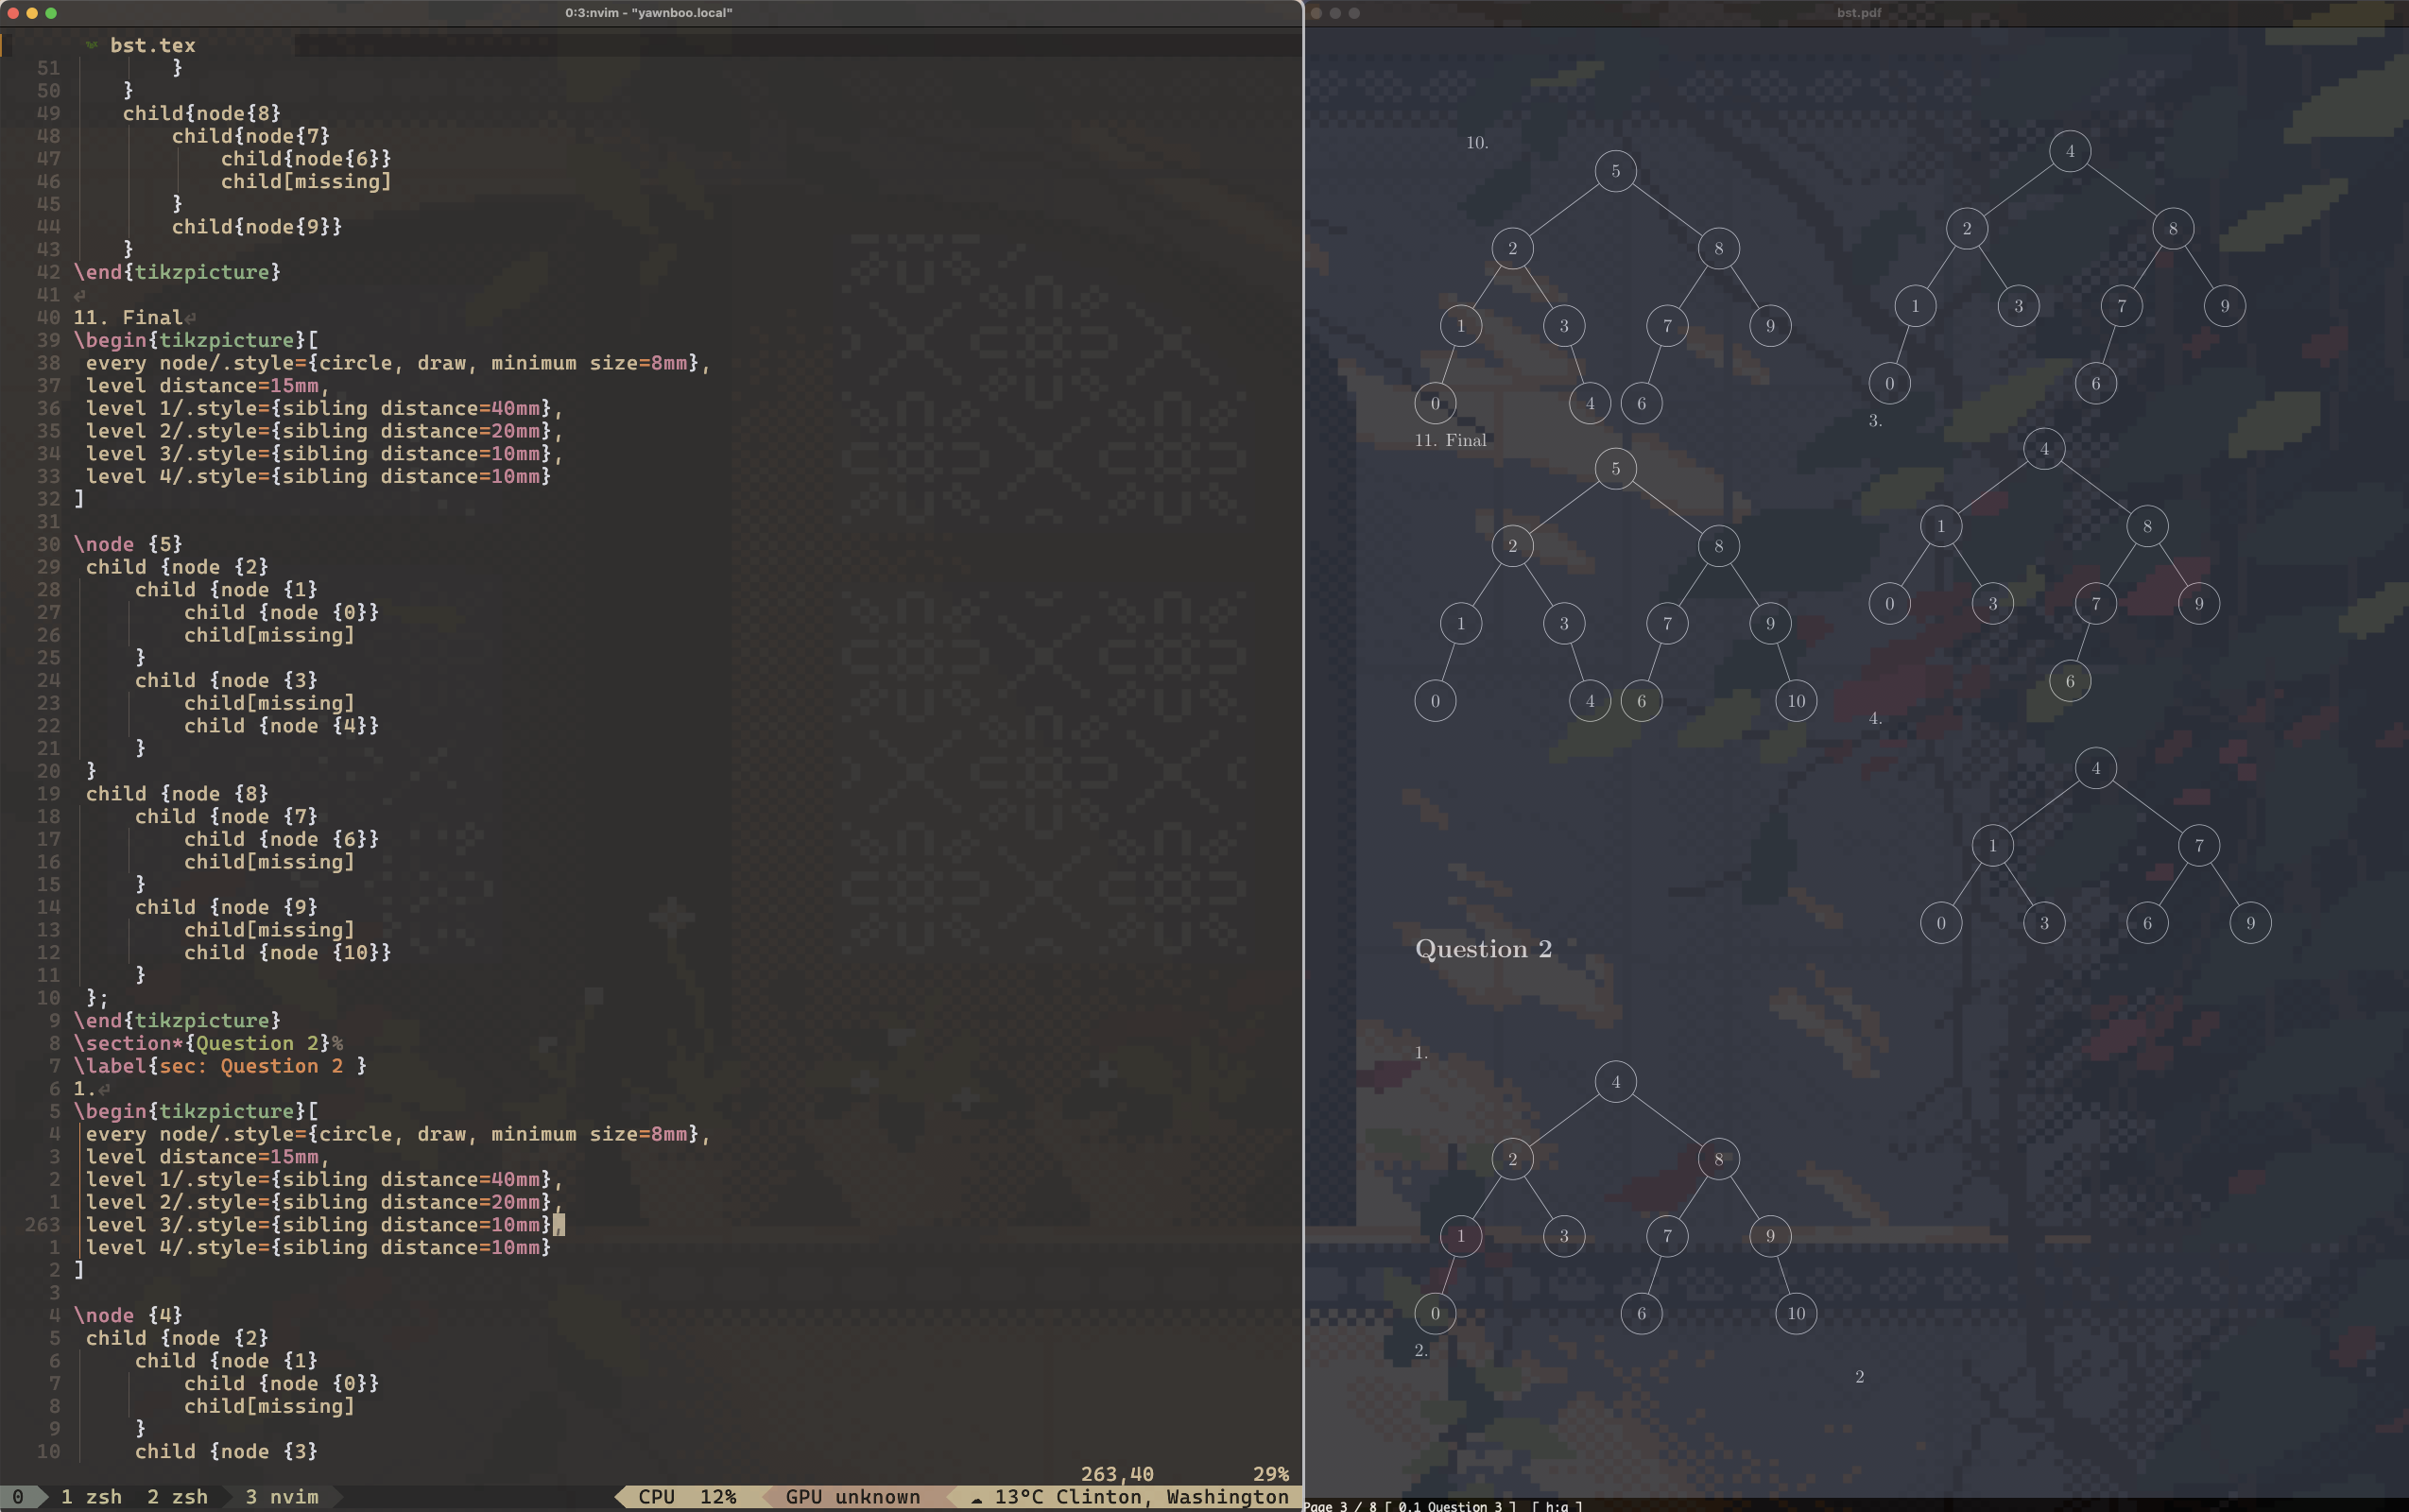 0:3:nvim - "yawnboo.local"
bst.tex
51 }
50 }
49 child{node{8}
48 child{node{7}
47 child{node{6}}
46 child[missing]
45 }
44 child{node{9}}
43 }
42 \end{tikzpicture}
41
40 11. Final
39 \begin{tikzpicture}[
38 every node/.style={circle, draw, minimum size=8mm},
37 level distance=15mm,
36 level 1/.style={sibling distance=40mm},
35 level 2/.style={sibling distance=20mm},
34 level 3/.style={sibling distance=10mm},
33 level 4/.style={sibling distance=10mm}
32 ]
31
30 \node {5}
29 child {node {2}
28 child {node {1}
27 child {node {0}}
26 child[missing]
25 }
24 child {node {3}
23 child[missing]
22 child {node {4}}
21 }
20 }
19 child {node {8}
18 child {node {7}
17 child {node {6}}
16 child[missing]
15 }
14 child {node {9}
13 child[missing]
12 child {node {10}}
11 }
10 };
9 \end{tikzpicture}
8 \section*{Question 2}%
7 \label{sec: Question 2 }
6 1.
5 \begin{tikzpicture}[
4 every node/.style={circle, draw, minimum size=8mm},
3 level distance=15mm,
2 level 1/.style={sibling distance=40mm},
1 level 2/.style={sibling distance=20mm},
263 level 3/.style={sibling distance=10mm},
1 level 4/.style={sibling distance=10mm}
2 ]
3
4 \node {4}
5 child {node {2}
6 child {node {1}
7 child {node {0}}
8 child[missing]
9 }
10 child {node {3}
263,40 29%
0 1 zsh 2 zsh 3 nvim CPU 12% GPU unknown 13°C Clinton, Washington
bst.pdf
10.
5
2 8
1 3 7 9
0 4 6
11. Final
5
2 8
1 3 7 9
0 4 6 10
Question 2
1.
4
2 8
1 3 7 9
0 6 10
2.
4
2 8
1 3 7 9
0 6
3.
4
1 8
0 3 7 9
6
4.
4
1 7
0 3 6 9
2
Page 3 / 8 [ 0.1 Question 3 ] [ h:q ]